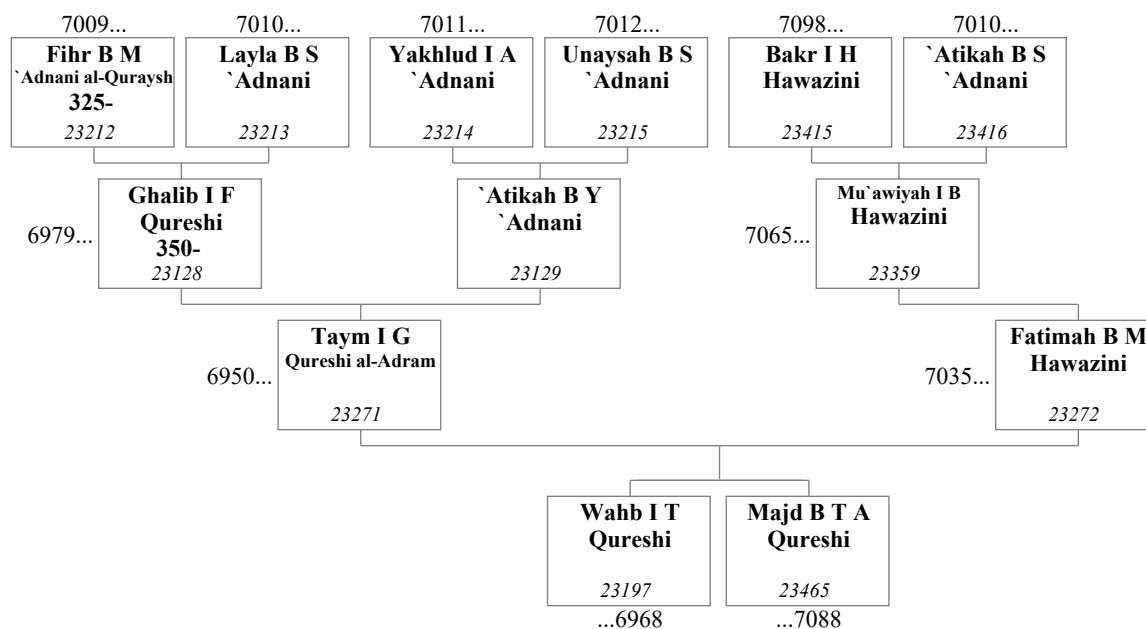 7009...
7010...
7011...
7012...
7098...
7010...
Fihr B M
`Adnani al-Quraysh
325-
23212
Layla B S
`Adnani
23213
Yakhlud I A
`Adnani
23214
Unaysah B S
`Adnani
23215
Bakr I H
Hawazini
23415
`Atikah B S
`Adnani
23416
6979...
Ghalib I F
Qureshi
350-
23128
`Atikah B Y
`Adnani
23129
7065...
Mu`awiyah I B
Hawazini
23359
6950...
Taym I G
Qureshi al-Adram
23271
7035...
Fatimah B M
Hawazini
23272
Wahb I T
Qureshi
23197
...6968
Majd B T A
Qureshi
23465
...7088